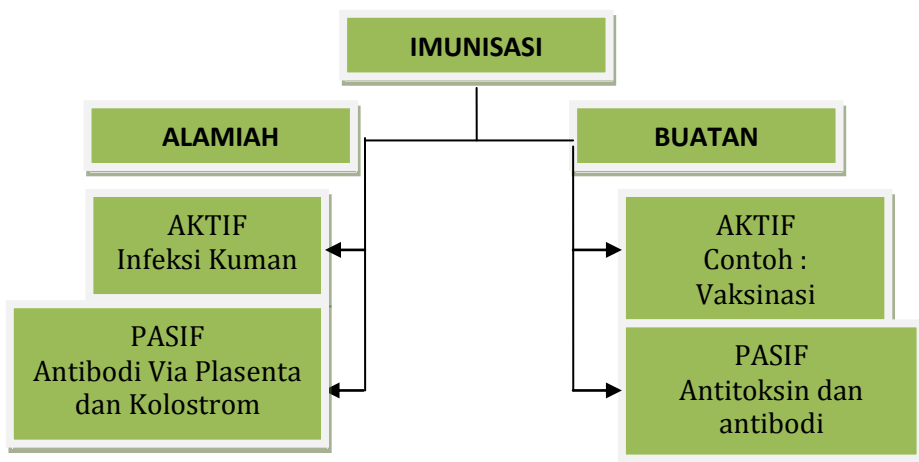 IMUNISASI
ALAMIAH
BUATAN
AKTIF
Infeksi Kuman
PASIF
Antibodi Via Plasenta
dan Kolostrom
AKTIF
Contoh :
Vaksinasi
PASIF
Antitoksin dan
antibodi